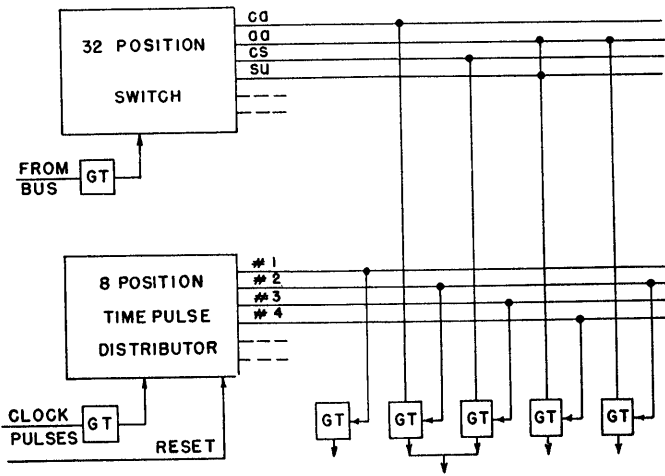 32 POSITION
SWITCH
ca
aa
cs
su
FROM
BUS
GT
8 POSITION
TIME PULSE
DISTRIBUTOR
#1
#2
#3
#4
CLOCK
PULSES
GT
RESET
GT
GT
GT
GT
GT